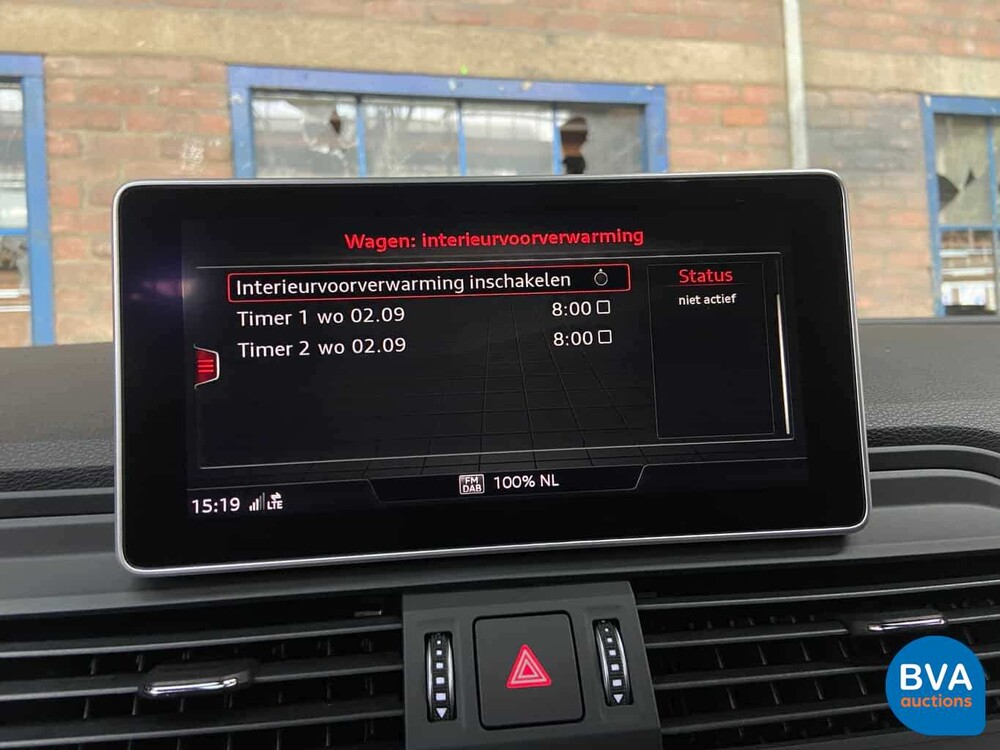 Wagen: interieurvoorverwarming
Interieurvoorverwarming inschakelen
Timer 1 wo 02.09 8:00
Timer 2 wo 02.09 8:00
Status
niet actief
FM DAB 100% NL
15:19 LTE
BVA
auctions